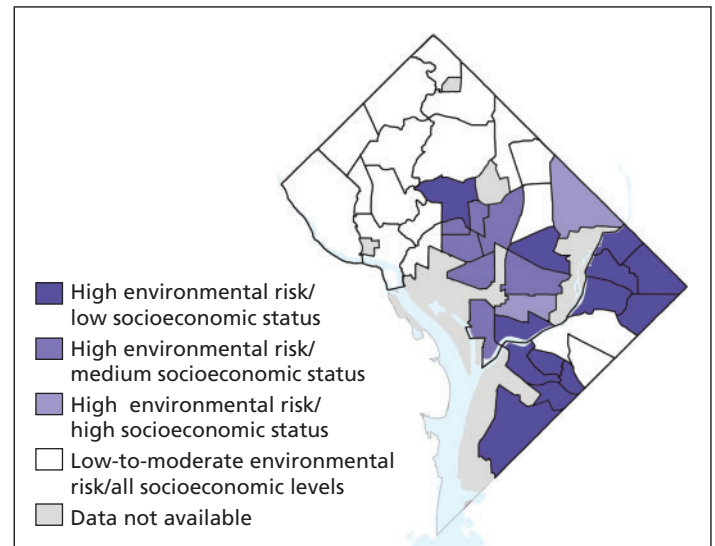 High environmental risk/
low socioeconomic status
High environmental risk/
medium socioeconomic status
High environmental risk/
high socioeconomic status
Low-to-moderate environmental
risk/all socioeconomic levels
Data not available